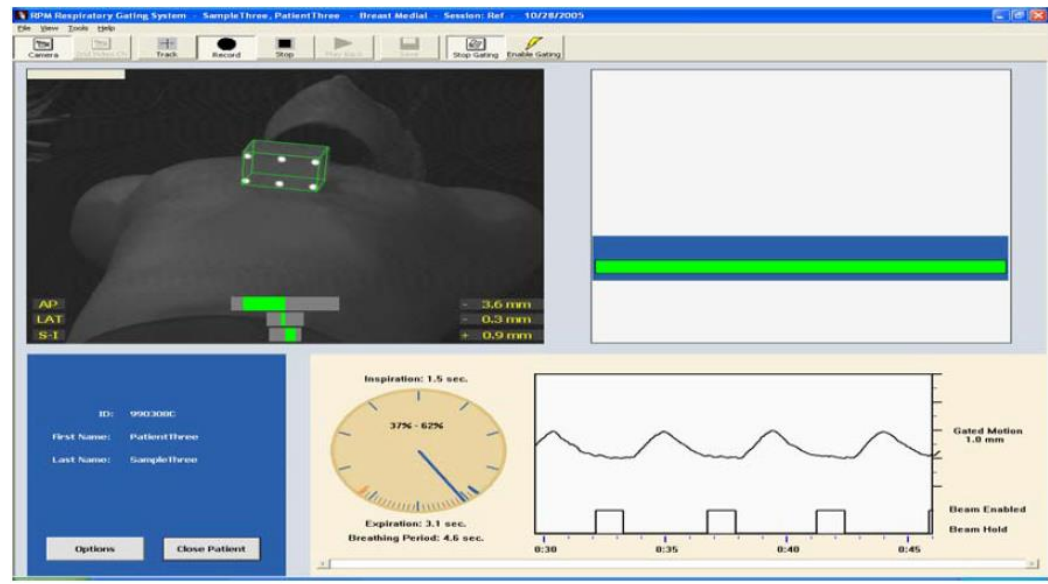 RPM Respiratory Gating System - SampleThree, PatientThree - Breast Medial - Session: Ref - 10/28/2005
File View Tools Help
Camera Track Record Stop Play Back Save Stop Gating Enable Gating
AP - 3.6 mm
LAT - 0.3 mm
S-I + 0.9 mm
ID: 990308C
First Name: PatientThree
Last Name: SampleThree
Options Close Patient
Inspiration: 1.5 sec.
37% - 62%
Expiration: 3.1 sec.
Breathing Period: 4.6 sec.
Gated Motion
1.0 mm
Beam Enabled
Beam Hold
0:30 0:35 0:40 0:45